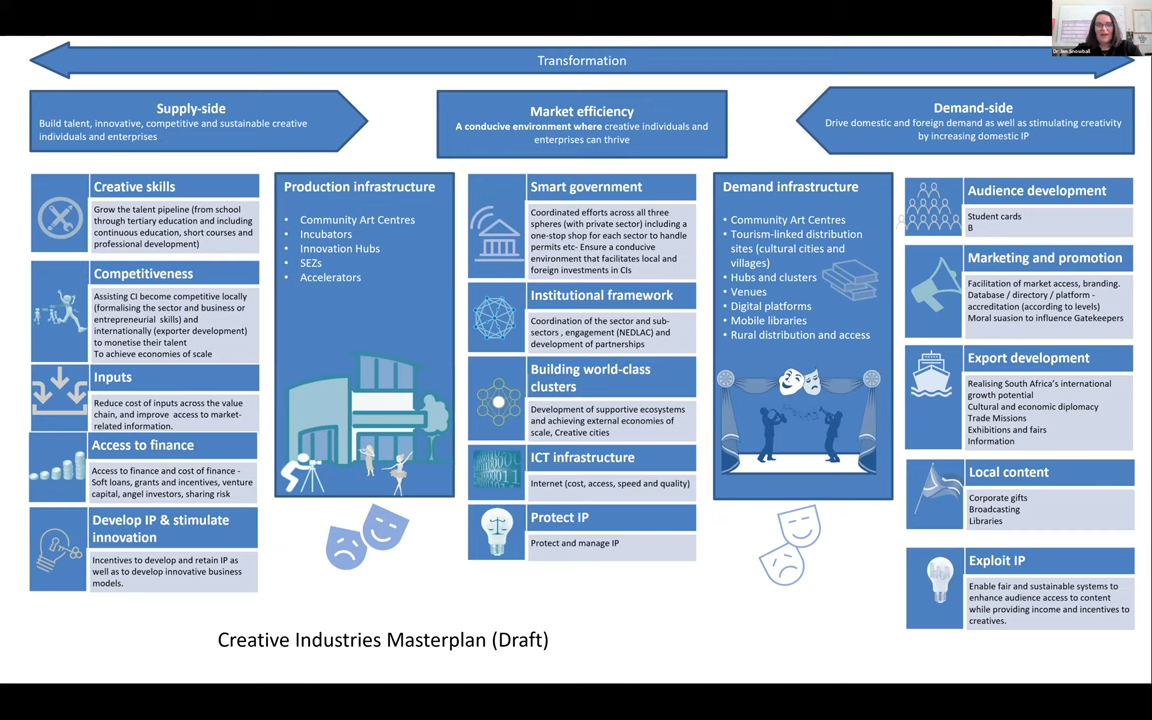 Dr. Jen Snowball
Transformation
Supply-side
Build talent, innovative, competitive and sustainable creative
individuals and enterprises
Market efficiency
A conducive environment where creative individuals and
enterprises can thrive
Demand-side
Drive domestic and foreign demand as well as stimulating creativity
by increasing domestic IP
Creative skills
Grow the talent pipeline (from school
through tertiary education and including
continuous education, short courses and
professional development)
Competitiveness
Assisting CI become competitive locally
(formalising the sector and business or
entrepreneurial skills) and
internationally (exporter development)
to monetise their talent
To achieve economies of scale
Inputs
Reduce cost of inputs across the value
chain, and improve access to market-
related information.
Access to finance
Access to finance and cost of finance -
Soft loans, grants and incentives, venture
capital, angel investors, sharing risk
Develop IP & stimulate
innovation
Incentives to develop and retain IP as
well as to develop innovative business
models.
Production infrastructure
• Community Art Centres
• Incubators
• Innovation Hubs
• SEZs
• Accelerators
Smart government
Coordinated efforts across all three
spheres (with private sector) including a
one-stop shop for each sector to handle
permits etc- Ensure a conducive
environment that facilitates local and
foreign investments in CIs
Institutional framework
Coordination of the sector and sub-
sectors , engagement (NEDLAC) and
development of partnerships
Building world-class
clusters
Development of supportive ecosystems
and achieving external economies of
scale, Creative cities
ICT infrastructure
Internet (cost, access, speed and quality)
Protect IP
Protect and manage IP
Demand infrastructure
• Community Art Centres
• Tourism-linked distribution
sites (cultural cities and
villages)
• Hubs and clusters
• Venues
• Digital platforms
• Mobile libraries
• Rural distribution and access
Audience development
Student cards
B
Marketing and promotion
Facilitation of market access, branding.
Database / directory / platform -
accreditation (according to levels)
Moral suasion to influence Gatekeepers
Export development
Realising South Africa's international
growth potential
Cultural and economic diplomacy
Trade Missions
Exhibitions and fairs
Information
Local content
Corporate gifts
Broadcasting
Libraries
Exploit IP
Enable fair and sustainable systems to
enhance audience access to content
while providing income and incentives to
creatives.
Creative Industries Masterplan (Draft)